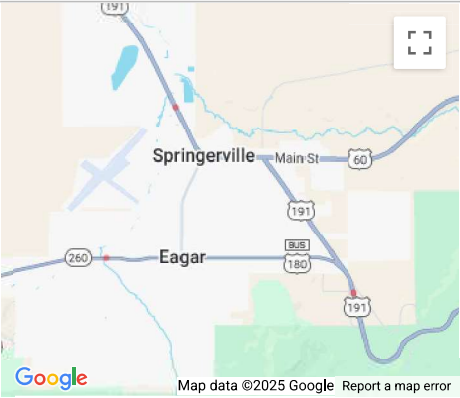 191
Springerville
Main St
60
191
260
Eagar
BUS
180
191
Google
Map data ©2025 Google
Report a map error